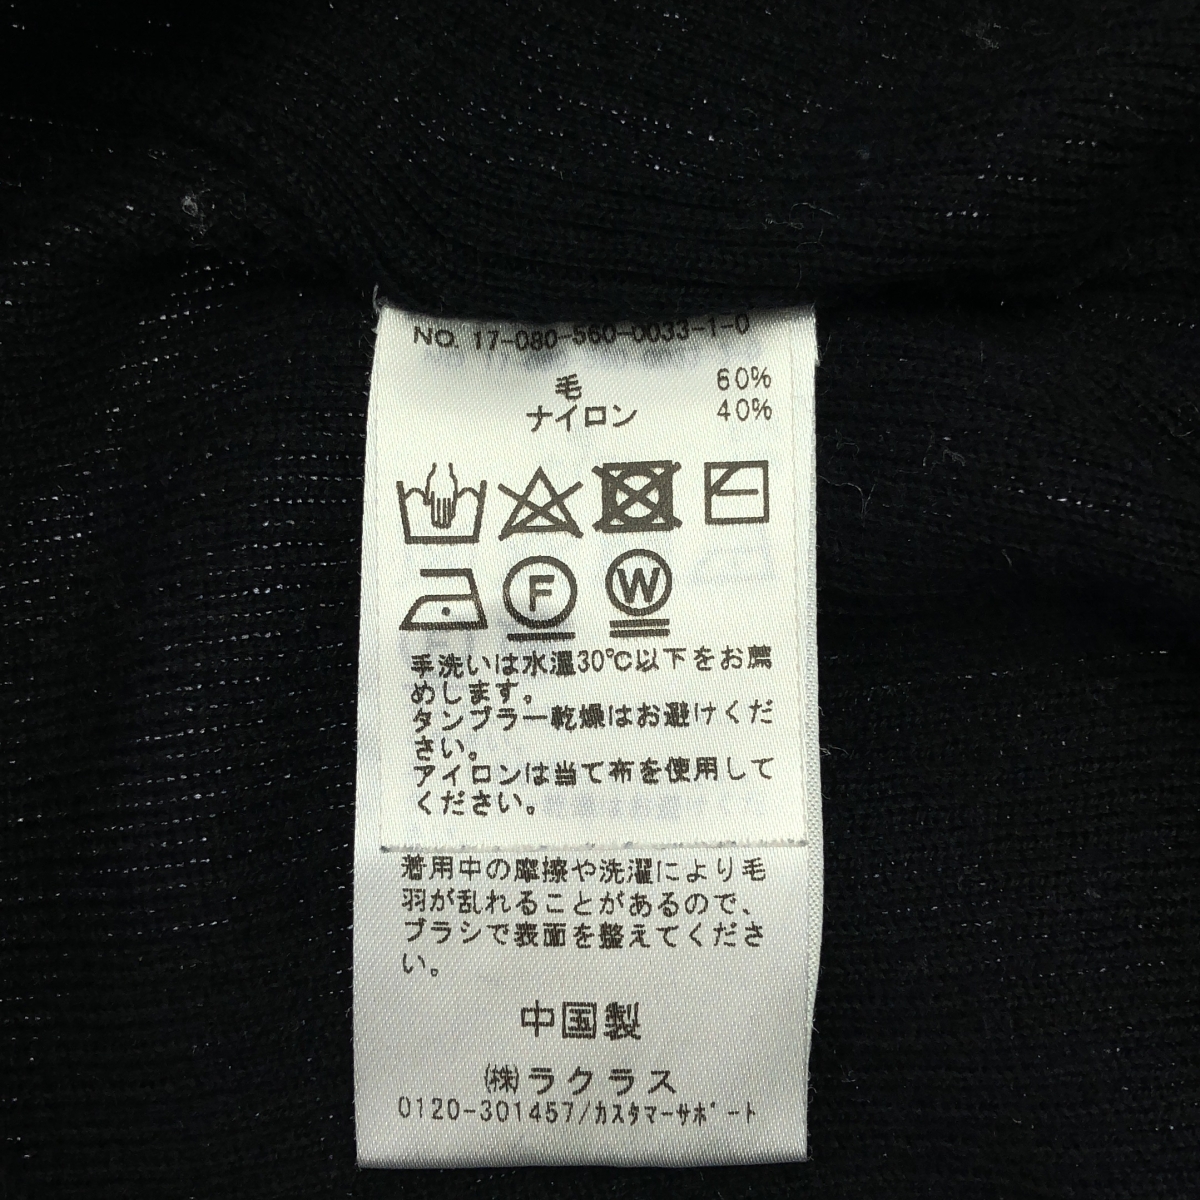 NO. 17-080-560-0033-1-0
毛 60%
ナイロン 40%
F W
手洗いは水温30℃以下をお薦
めします。
タンブラー乾燥はお避けくだ
さい。
アイロンは当て布を使用して
ください。
着用中の摩擦や洗濯により毛
羽が乱れることがあるので、
ブラシで表面を整えてくださ
い。
中国製
㈱ラクラス
0120-301457/カスタマーサポート